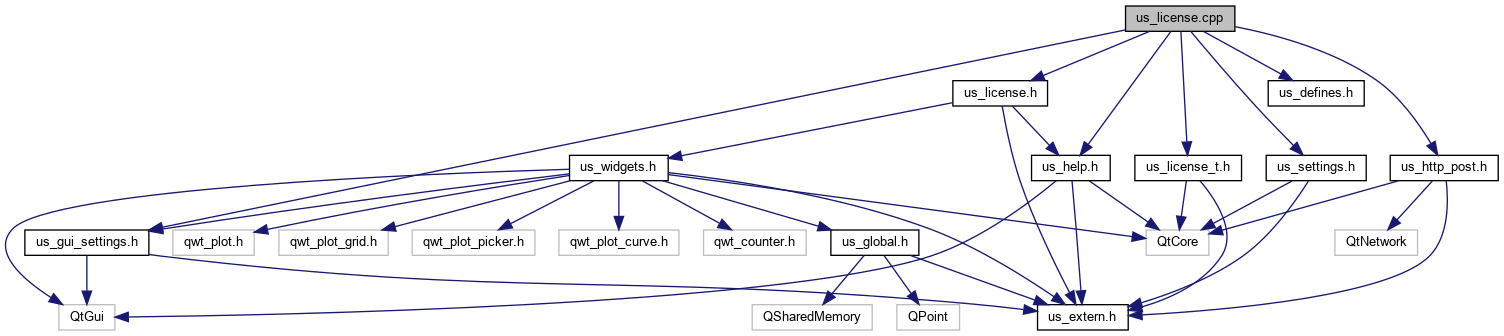 us_license.cpp
us_license.h
us_defines.h
us_widgets.h
us_help.h
us_license_t.h
us_settings.h
us_http_post.h
us_gui_settings.h
qwt_plot.h
qwt_plot_grid.h
qwt_plot_picker.h
qwt_plot_curve.h
qwt_counter.h
us_global.h
QtCore
QtNetwork
QtGui
QSharedMemory
QPoint
us_extern.h